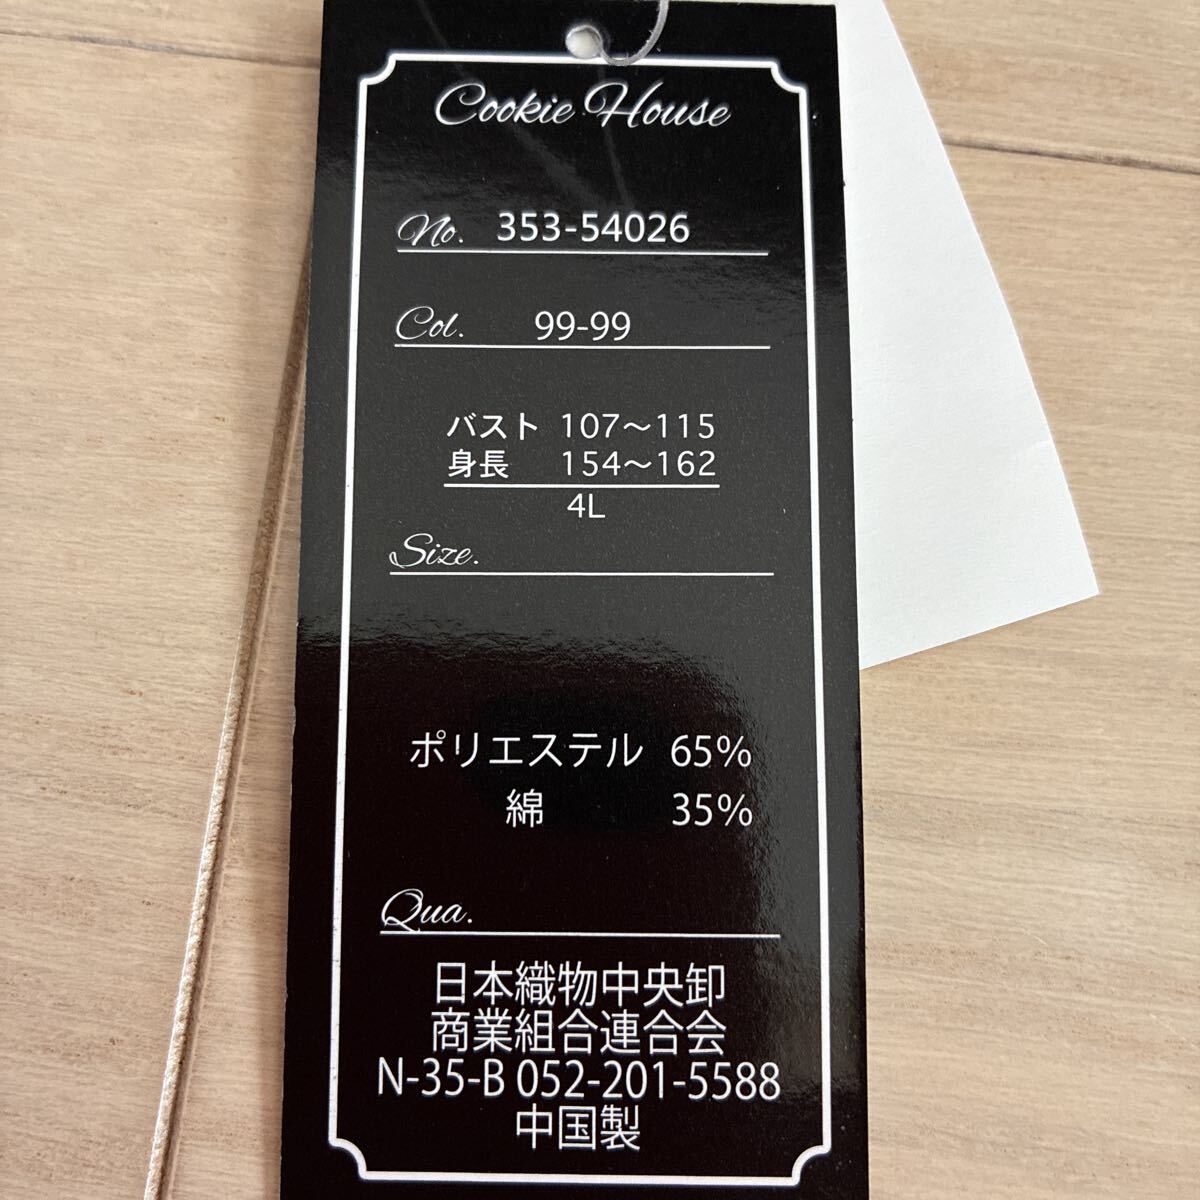 Cookie House
No. 353-54026
Col. 99-99
バスト 107～115
身長 154～162
4L
Size.
ポリエステル 65%
綿 35%
Qua.
日本織物中央卸
商業組合連合会
N-35-B 052-201-5588
中国製